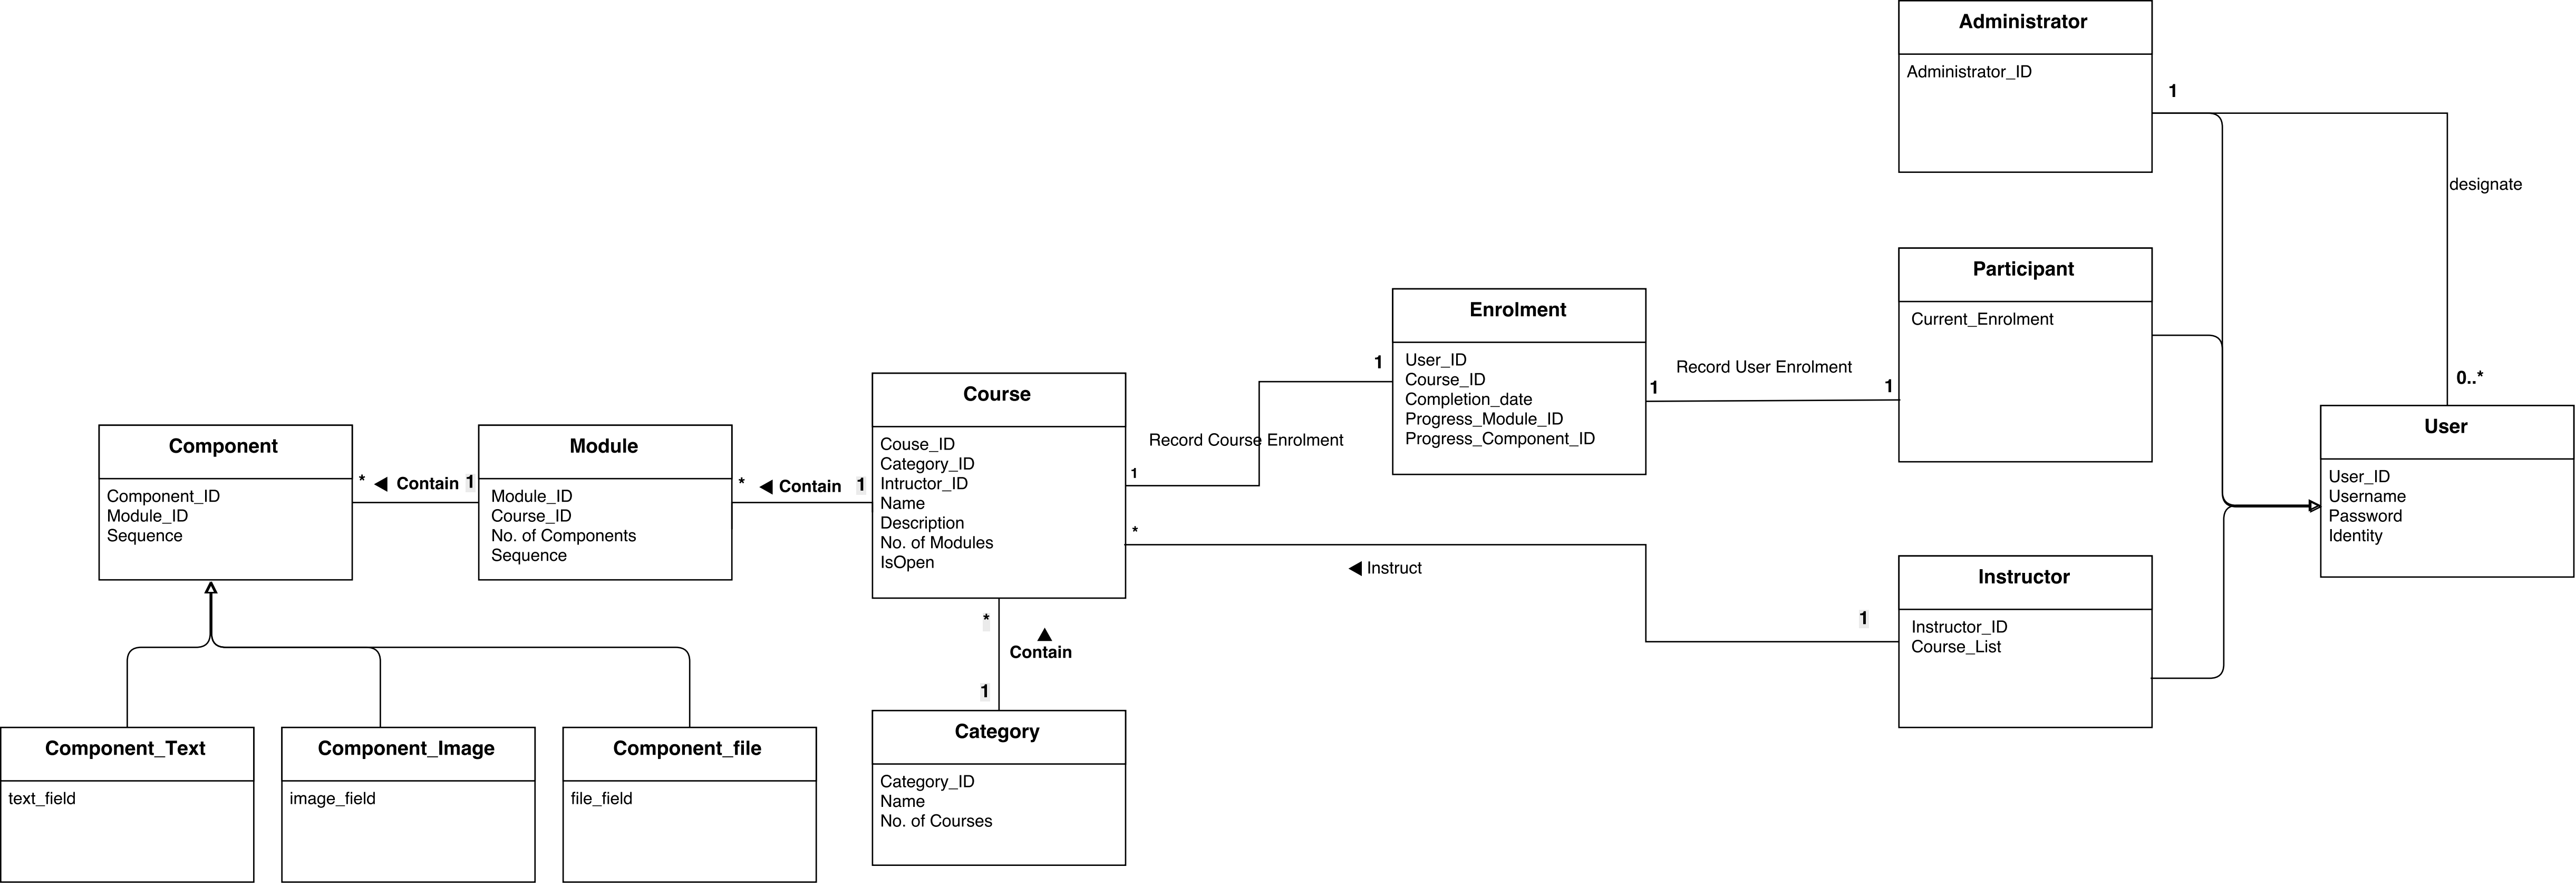 Administrator
Administrator_ID
1
designate
0..*
Participant
Current_Enrolment
Enrolment
User_ID
Course_ID
Completion_date
Progress_Module_ID
Progress_Component_ID
1
Record User Enrolment
1
1
Record Course Enrolment
1
User
User_ID
Username
Password
Identity
Course
Couse_ID
Category_ID
Intructor_ID
Name
Description
No. of Modules
IsOpen
Component
Component_ID
Module_ID
Sequence
* ◀ Contain 1
Module
Module_ID
Course_ID
No. of Components
Sequence
* ◀ Contain 1
*
◀ Instruct
1
Instructor
Instructor_ID
Course_List
*
▲
Contain
1
Component_Text
text_field
Component_Image
image_field
Component_file
file_field
Category
Category_ID
Name
No. of Courses